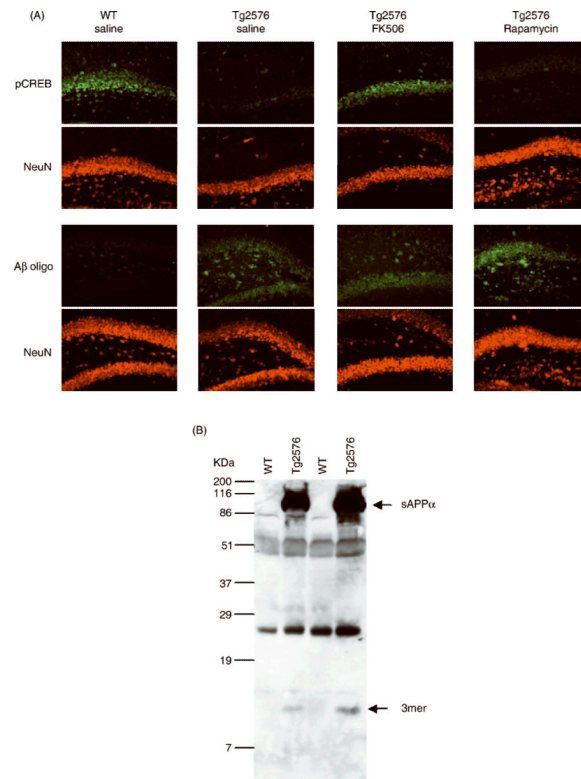 (A)
WT
saline
Tg2576
saline
Tg2576
FK506
Tg2576
Rapamycin
pCREB
NeuN
Aβ oligo
NeuN
(B)
KDa
WT
Tg2576
WT
Tg2576
200
116
86
51
37
29
19
7
sAPPα
3mer